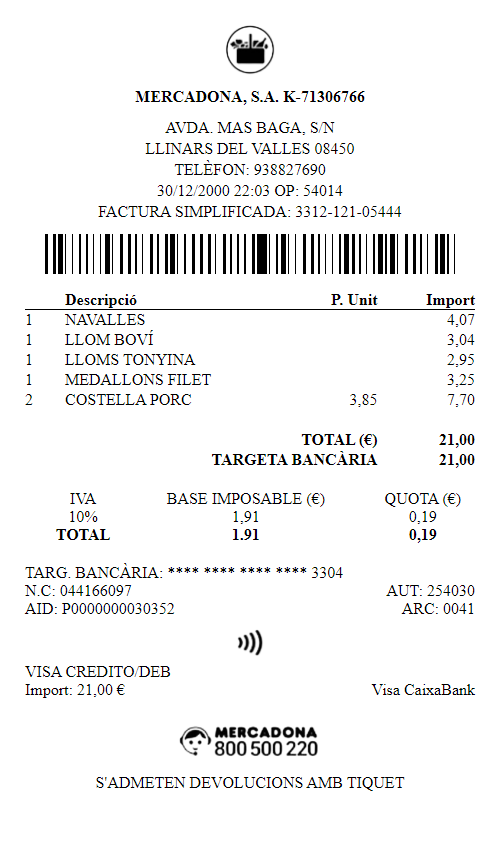 MERCADONA, S.A. K-71306766
AVDA. MAS BAGA, S/N
LLINARS DEL VALLES 08450
TELÈFON: 938827690
30/12/2000 22:03 OP: 54014
FACTURA SIMPLIFICADA: 3312-121-05444
Descripció P. Unit Import
1 NAVALLES 4,07
1 LLOM BOVÍ 3,04
1 LLOMS TONYINA 2,95
1 MEDALLONS FILET 3,25
2 COSTELLA PORC 3,85 7,70
TOTAL (€) 21,00
TARGETA BANCÀRIA 21,00
IVA BASE IMPOSABLE (€) QUOTA (€)
10% 1,91 0,19
TOTAL 1.91 0,19
TARG. BANCÀRIA: **** **** **** **** 3304
N.C: 044166097 AUT: 254030
AID: P0000000030352 ARC: 0041
VISA CREDITO/DEB
Import: 21,00 € Visa CaixaBank
MERCADONA
800 500 220
S'ADMETEN DEVOLUCIONS AMB TIQUET